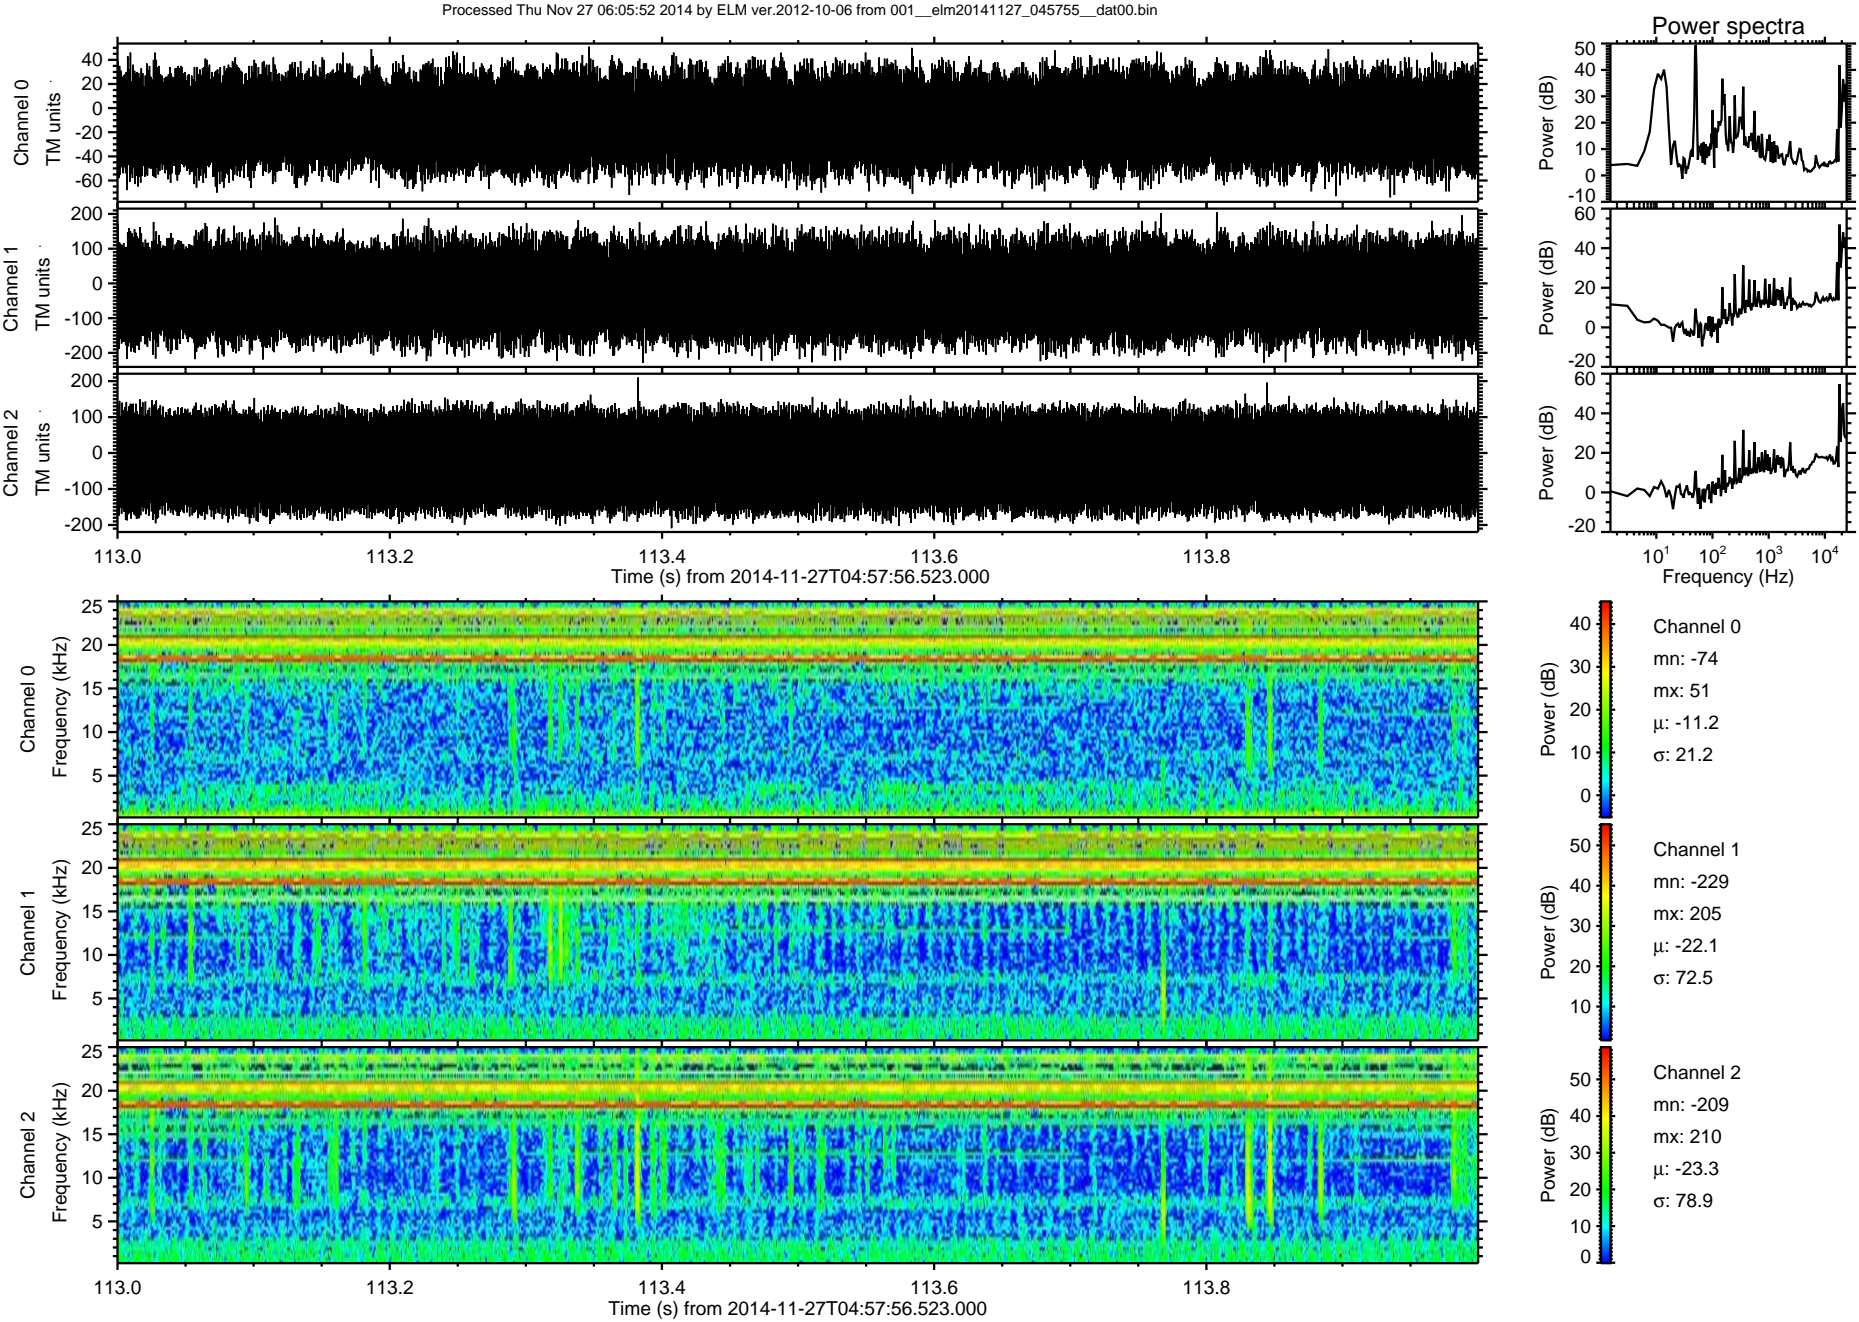 Processed Thu Nov 27 06:05:52 2014 by ELM ver.2012-10-06 from 001__elm20141127_045755__dat00.bin
Power spectra
Channel 0
TM units
40
20
0
-20
-40
-60
Power (dB)
50
40
30
20
10
0
-10
Channel 1
TM units
200
100
0
-100
-200
Power (dB)
60
40
20
0
-20
Channel 2
TM units
200
100
0
-100
-200
Power (dB)
60
40
20
0
-20
113.0 113.2 113.4 113.6 113.8
Time (s) from 2014-11-27T04:57:56.523.000
10^1 10^2 10^3 10^4
Frequency (Hz)
Channel 0
Frequency (kHz)
25
20
15
10
5
Power (dB)
40
30
20
10
0
Channel 0
mn: -74
mx: 51
μ: -11.2
σ: 21.2
Channel 1
Frequency (kHz)
25
20
15
10
5
Power (dB)
50
40
30
20
10
Channel 1
mn: -229
mx: 205
μ: -22.1
σ: 72.5
Channel 2
Frequency (kHz)
25
20
15
10
5
Power (dB)
50
40
30
20
10
0
Channel 2
mn: -209
mx: 210
μ: -23.3
σ: 78.9
113.0 113.2 113.4 113.6 113.8
Time (s) from 2014-11-27T04:57:56.523.000